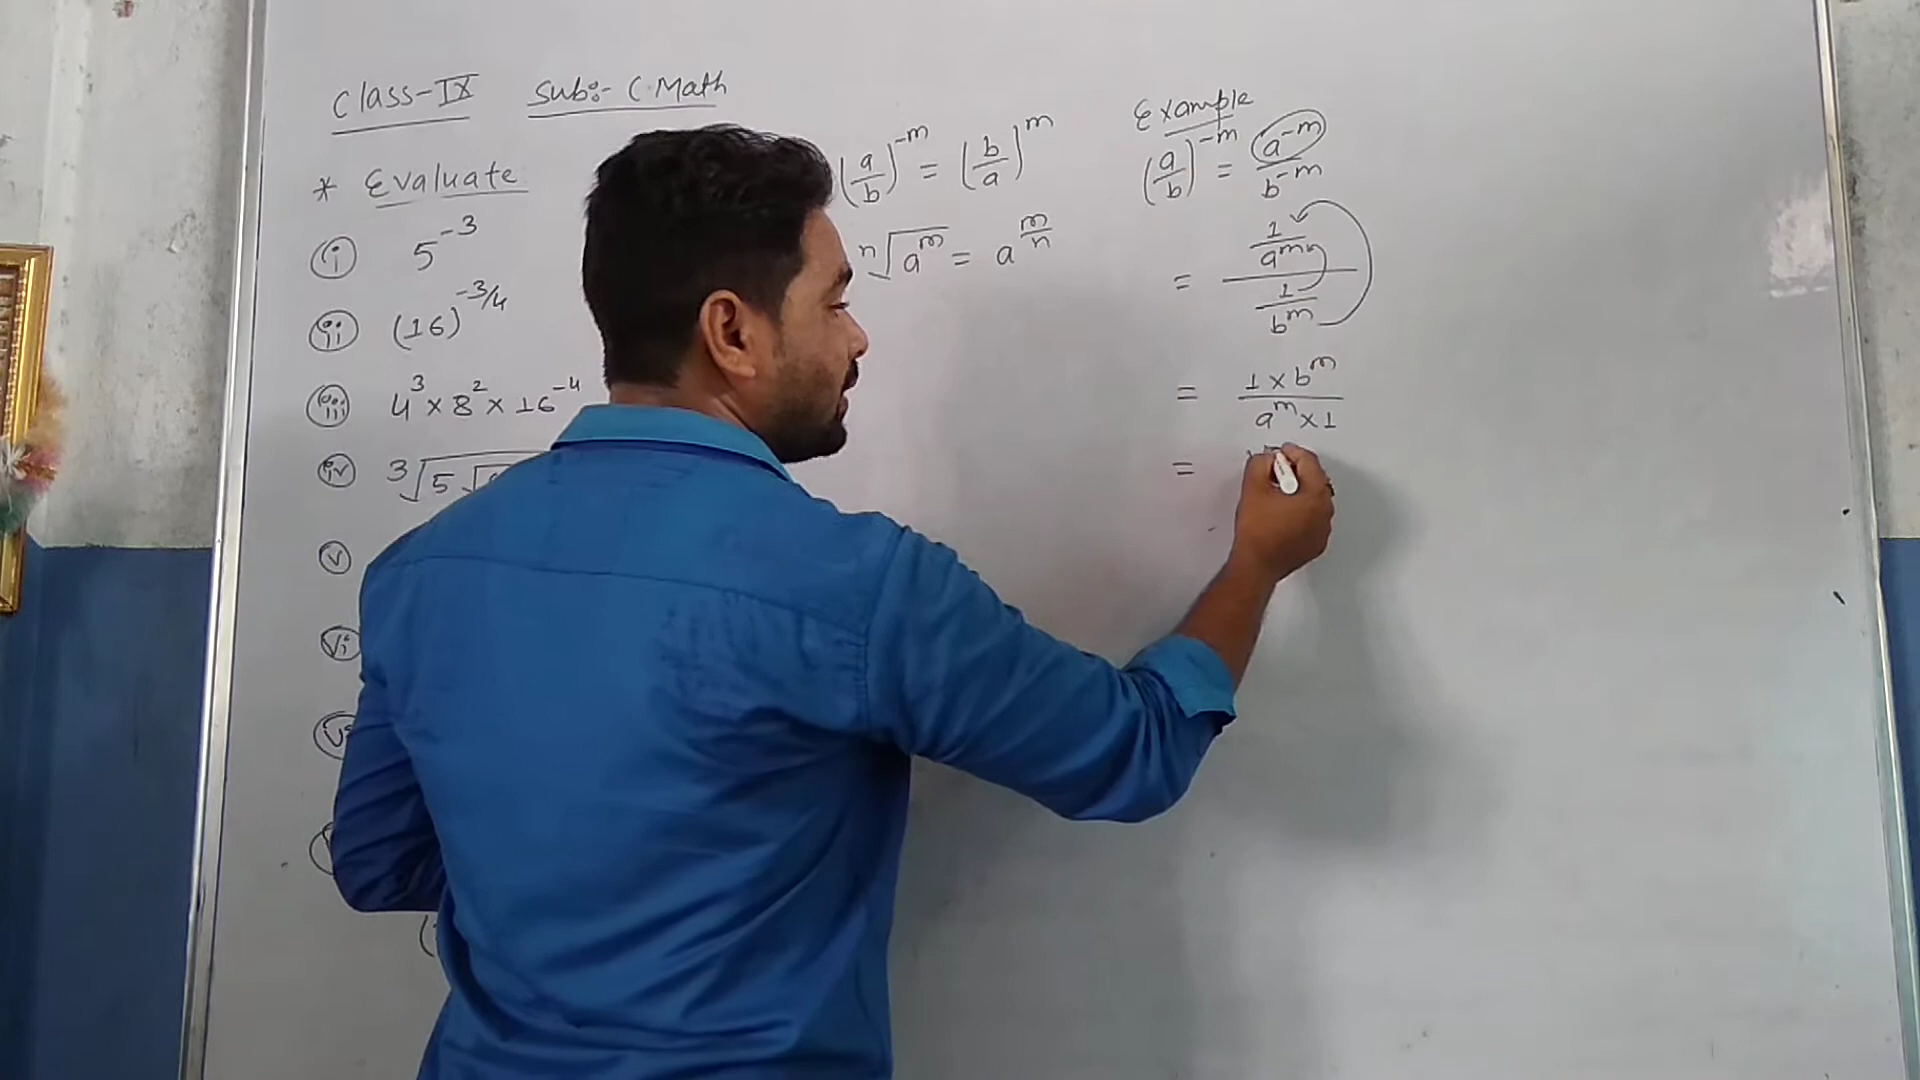 Class-IX Sub:- C.Math
* Evaluate
(i) 5^{-3}
(ii) (16)^{-3/4}
(iii) 4^3 × 8^2 × 16^{-4}
(iv) ∛5√
(v)
(vi)
(a/b)^{-m} = (b/a)^m
ⁿ√a^m = a^{m/n}
Example
(a/b)^{-m} = a^{-m}/b^{-m}
= (1/a^m)/(1/b^m)
= (1 × b^m)/(a^m × 1)
=